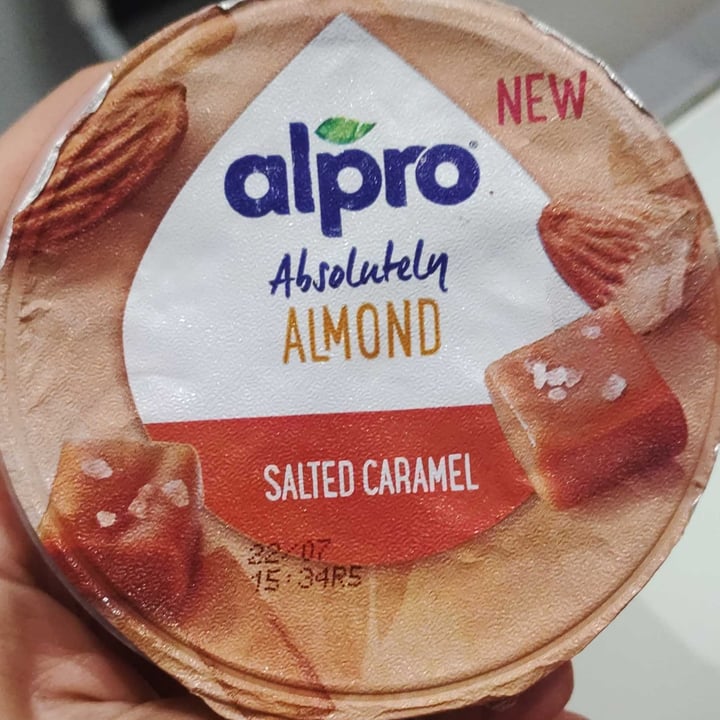 NEW
alpro
Absolutely
ALMOND
SALTED CARAMEL
22/07
15:34R5